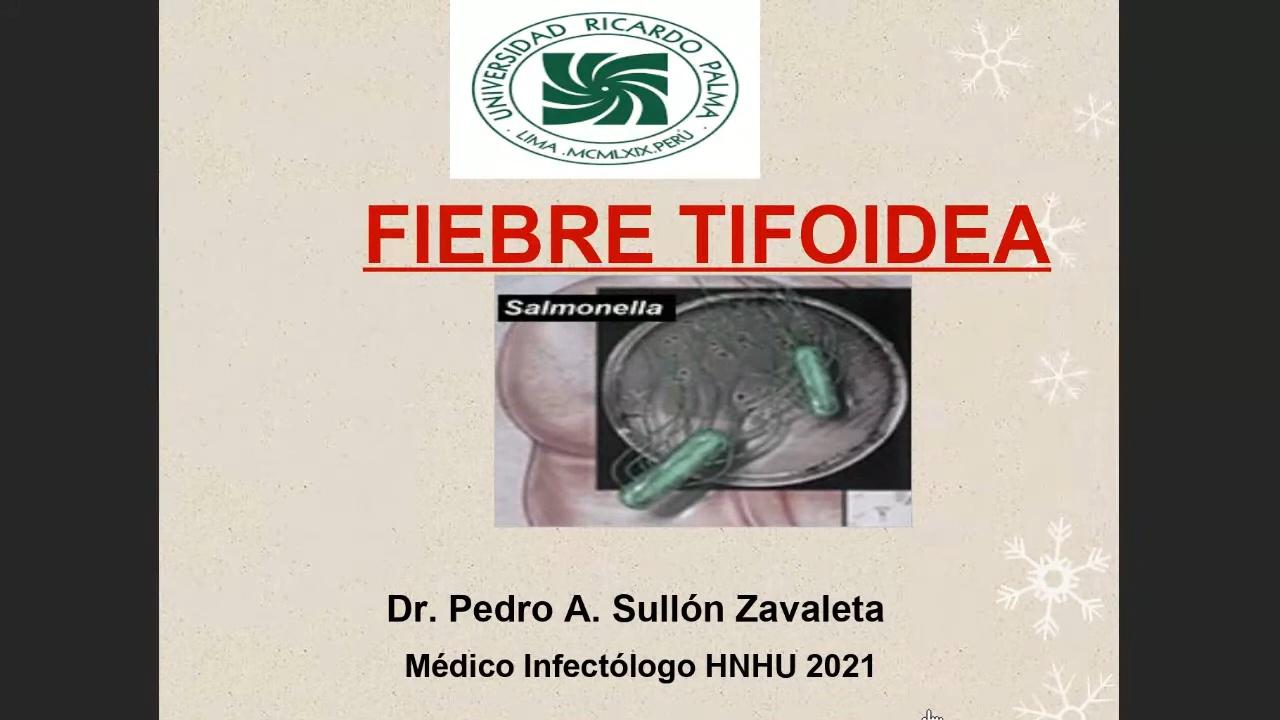 UNIVERSIDAD RICARDO PALMA
LIMA .MCMLXIX.PERÚ
FIEBRE TIFOIDEA
Salmonella
Dr. Pedro A. Sullón Zavaleta
Médico Infectólogo HNHU 2021